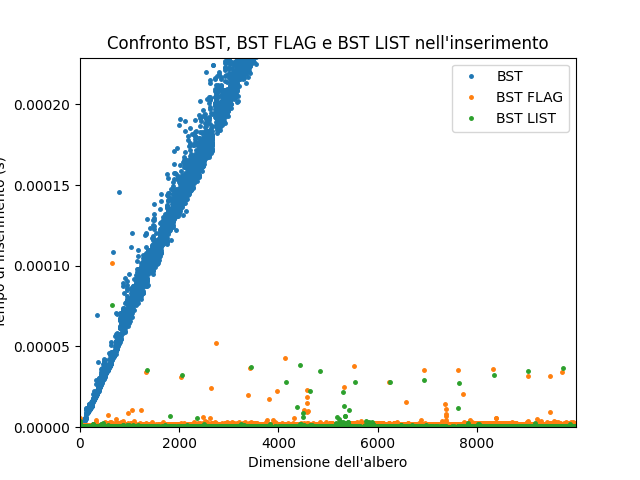 Confronto BST, BST FLAG e BST LIST nell'inserimento
BST
BST FLAG
BST LIST
0.00020
0.00015
0.00010
0.00005
0.00000
0
2000
4000
6000
8000
Dimensione dell'albero